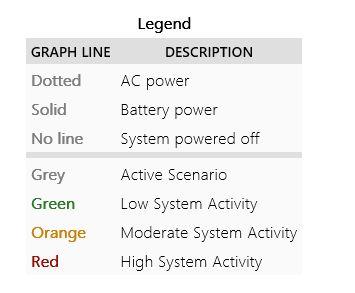 Legend
GRAPH LINE DESCRIPTION
Dotted AC power
Solid Battery power
No line System powered off
Grey Active Scenario
Green Low System Activity
Orange Moderate System Activity
Red High System Activity